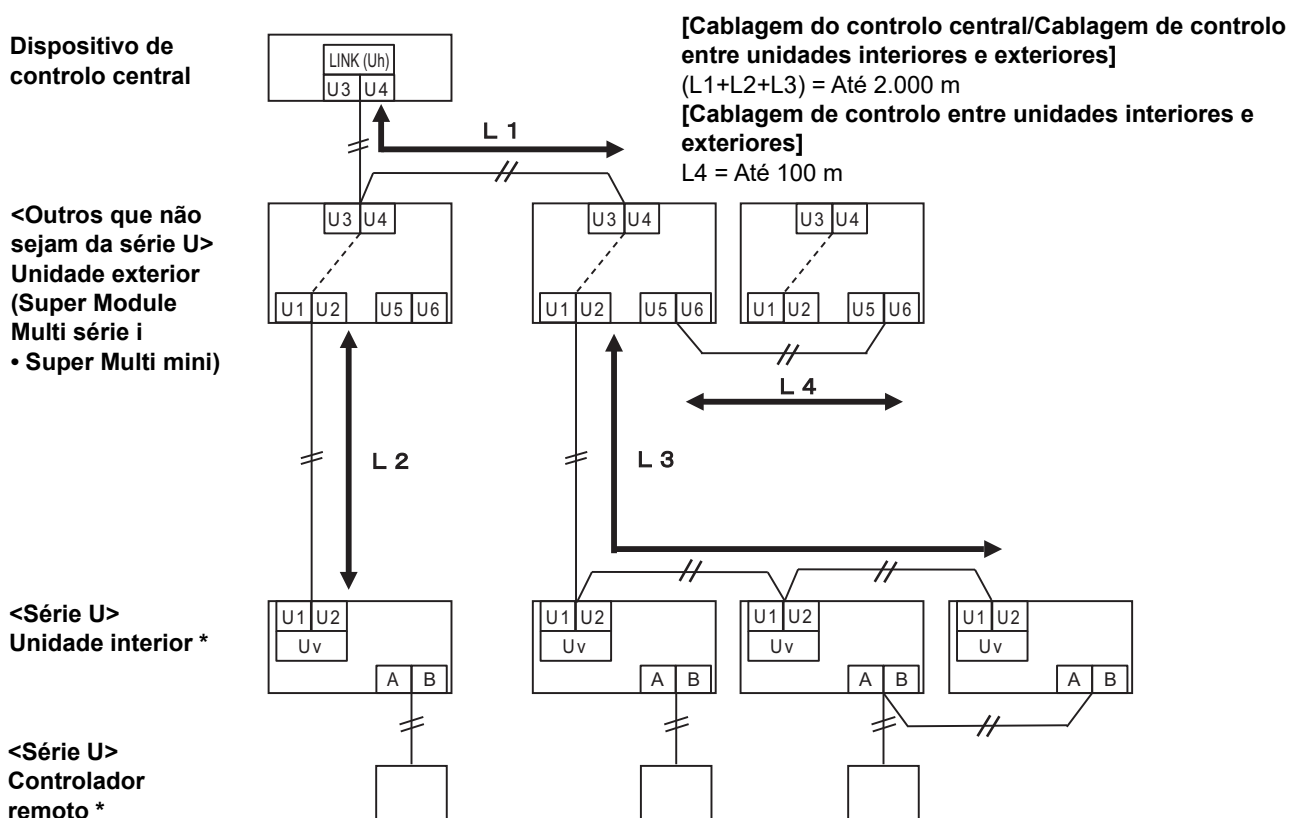 Dispositivo de
controlo central
LINK (Uh)
U3 U4
[Cablagem do controlo central/Cablagem de controlo
entre unidades interiores e exteriores]
(L1+L2+L3) = Até 2.000 m
[Cablagem de controlo entre unidades interiores e
exteriores]
L4 = Até 100 m
L 1
<Outros que não
sejam da série U>
Unidade exterior
(Super Module
Multi série i
• Super Multi mini)
U3 U4
U3 U4
U3 U4
U1 U2 U5 U6
U1 U2 U5 U6
U1 U2 U5 U6
L 4
L 2
L 3
<Série U>
Unidade interior *
U1 U2
Uv
A B
U1 U2
Uv
A B
U1 U2
Uv
A B
U1 U2
Uv
A B
<Série U>
Controlador
remoto *